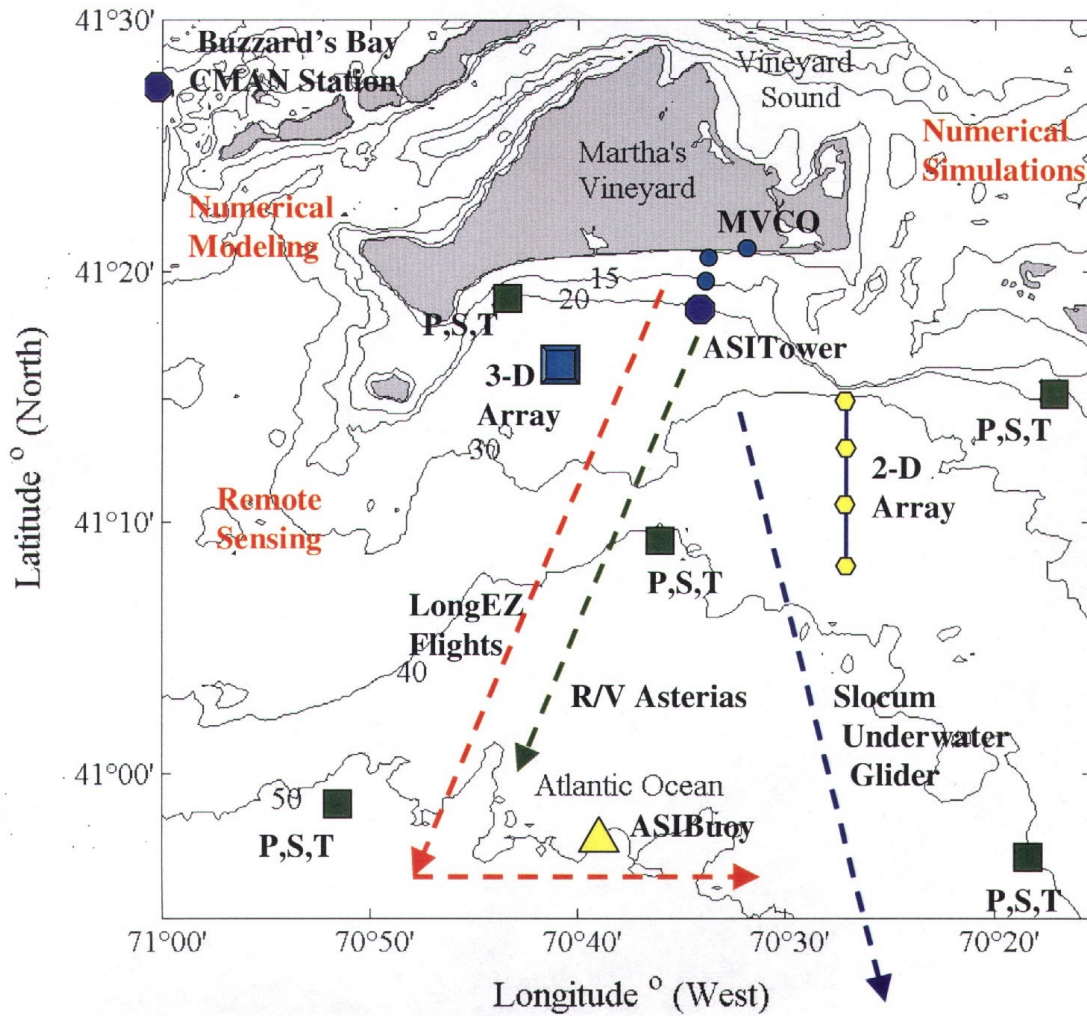 41°30'
Buzzard's Bay
CMAN Station
Vineyard
Sound
Numerical
Simulations
Martha's
Vineyard
Numerical
Modeling
MVCO
41°20'
15
20
P,S,T
ASITower
3-D
Array
P,S,T
30
2-D
Array
Latitude ° (North)
Remote
Sensing
41°10'
P,S,T
LongEZ
Flights
40
R/V Asterias
Slocum
Underwater
Glider
41°00'
Atlantic Ocean
50
ASIBuoy
P,S,T
P,S,T
71°00'
70°50'
70°40'
70°30'
70°20'
Longitude ° (West)